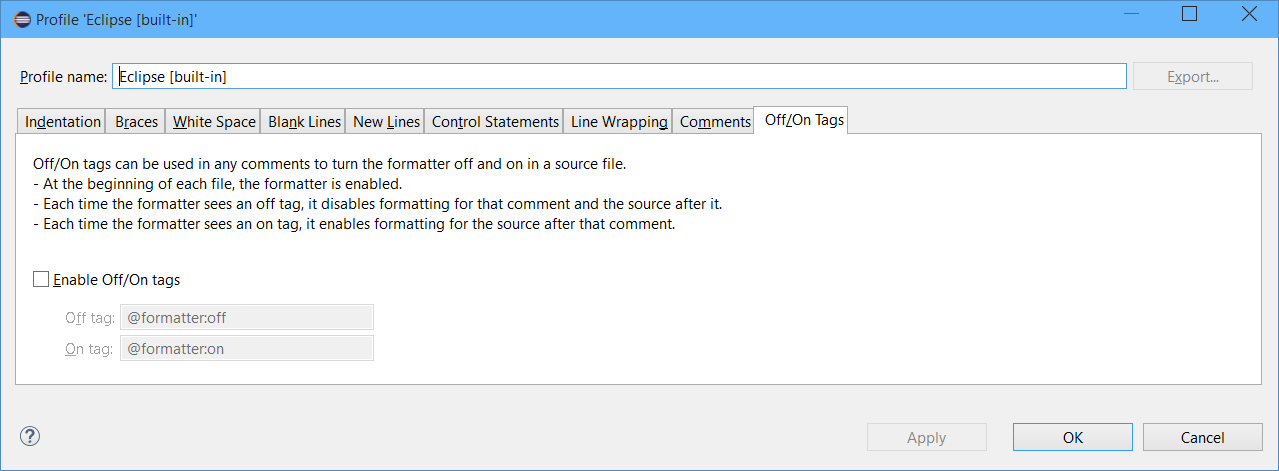 Profile 'Eclipse [built-in]'
Profile name: Eclipse [built-in] Export...
Indentation Braces White Space Blank Lines New Lines Control Statements Line Wrapping Comments Off/On Tags
Off/On tags can be used in any comments to turn the formatter off and on in a source file.
- At the beginning of each file, the formatter is enabled.
- Each time the formatter sees an off tag, it disables formatting for that comment and the source after it.
- Each time the formatter sees an on tag, it enables formatting for the source after that comment.
Enable Off/On tags
Off tag: @formatter:off
On tag: @formatter:on
? Apply OK Cancel